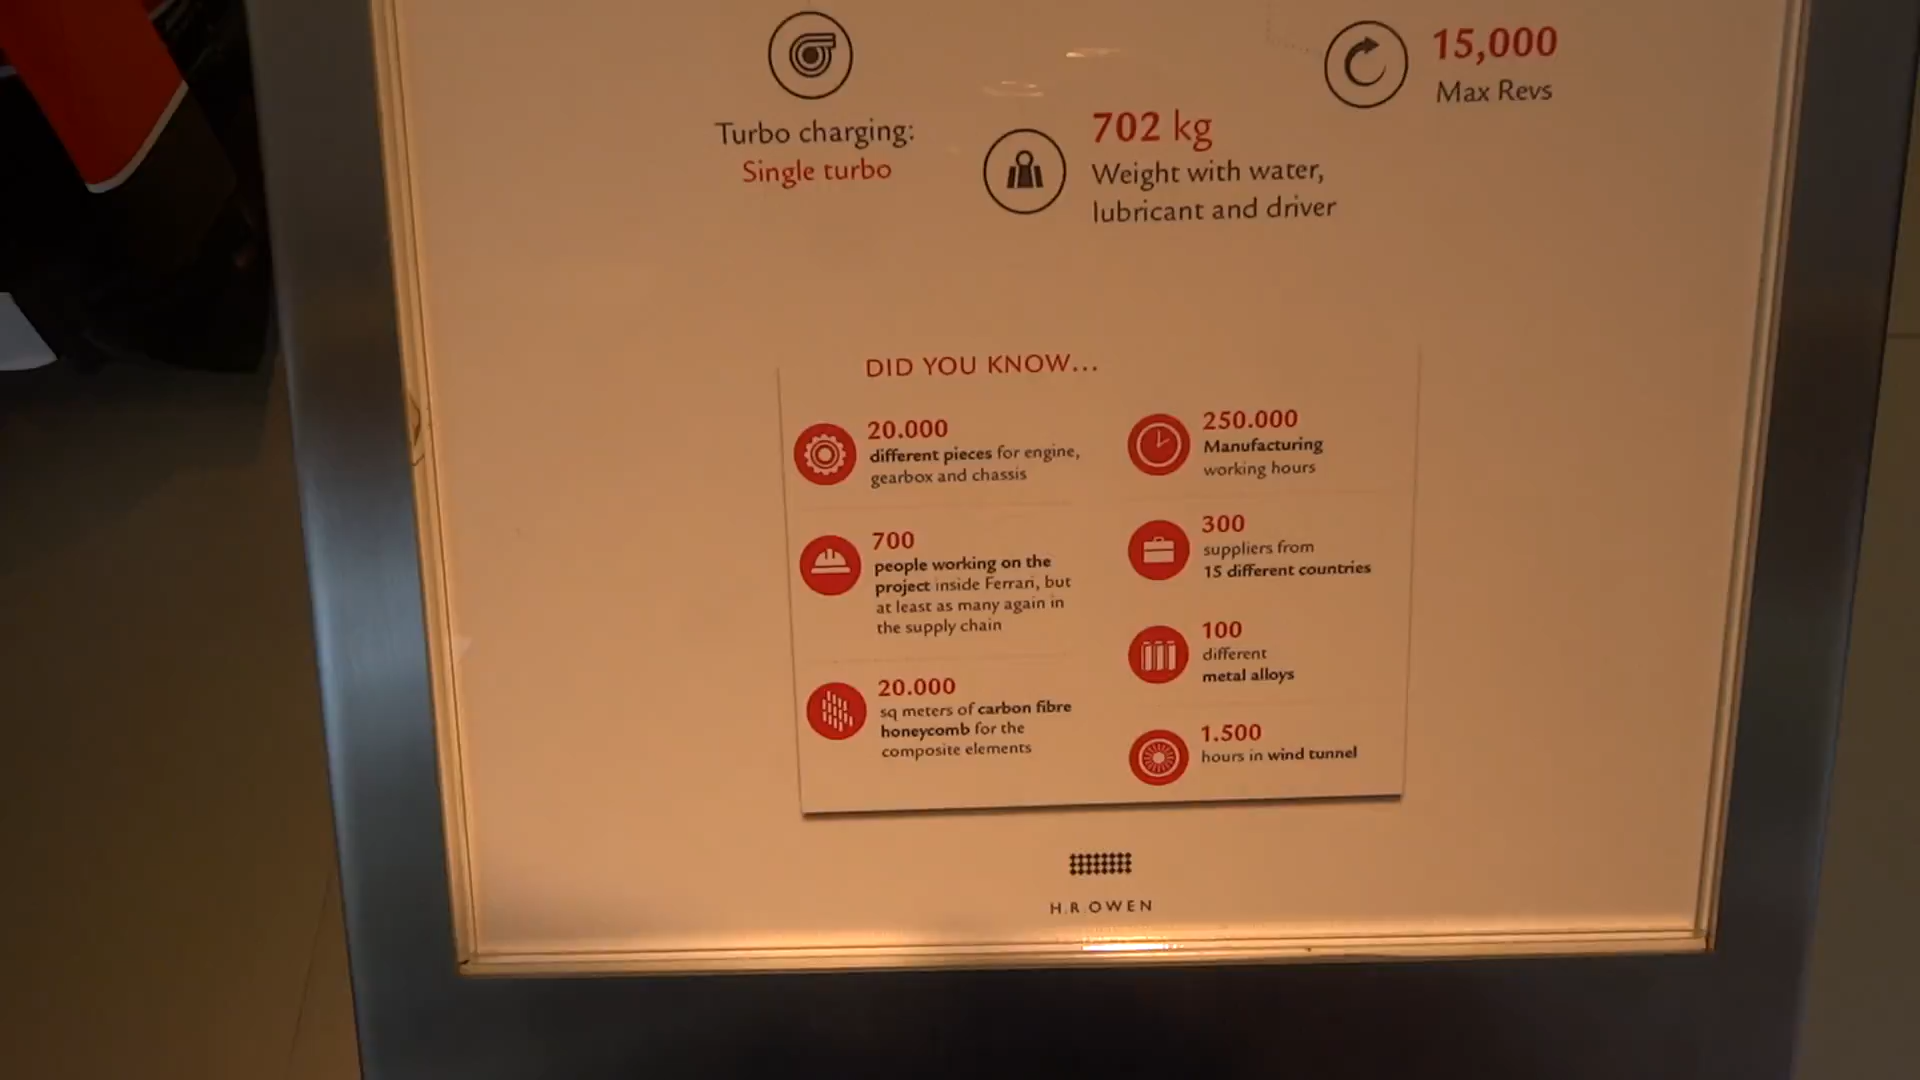 15,000
Max Revs
Turbo charging:
Single turbo
702 kg
Weight with water,
lubricant and driver
DID YOU KNOW...
20.000
different pieces for engine,
gearbox and chassis
700
people working on the
project inside Ferrari, but
at least as many again in
the supply chain
20.000
sq meters of carbon fibre
honeycomb for the
composite elements
250.000
Manufacturing
working hours
300
suppliers from
15 different countries
100
different
metal alloys
1.500
hours in wind tunnel
H.R.OWEN